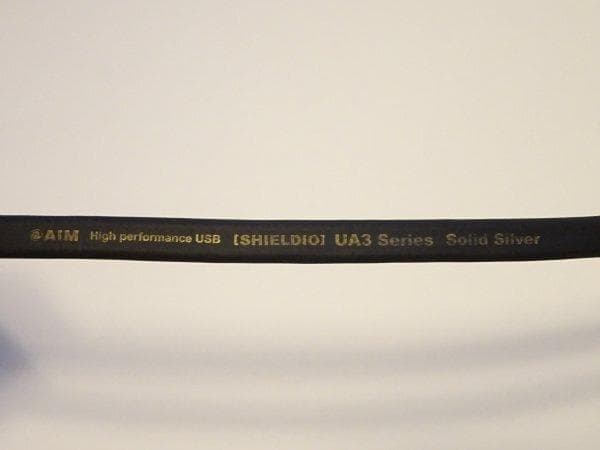 @AIM High performance USB [SHIELDIO] UA3 Series Solid Silver